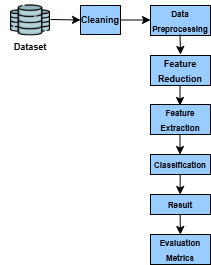 Dataset
Cleaning
Data
Preprocessing
Feature
Reduction
Feature
Extraction
Classification
Result
Evaluation
Metrics